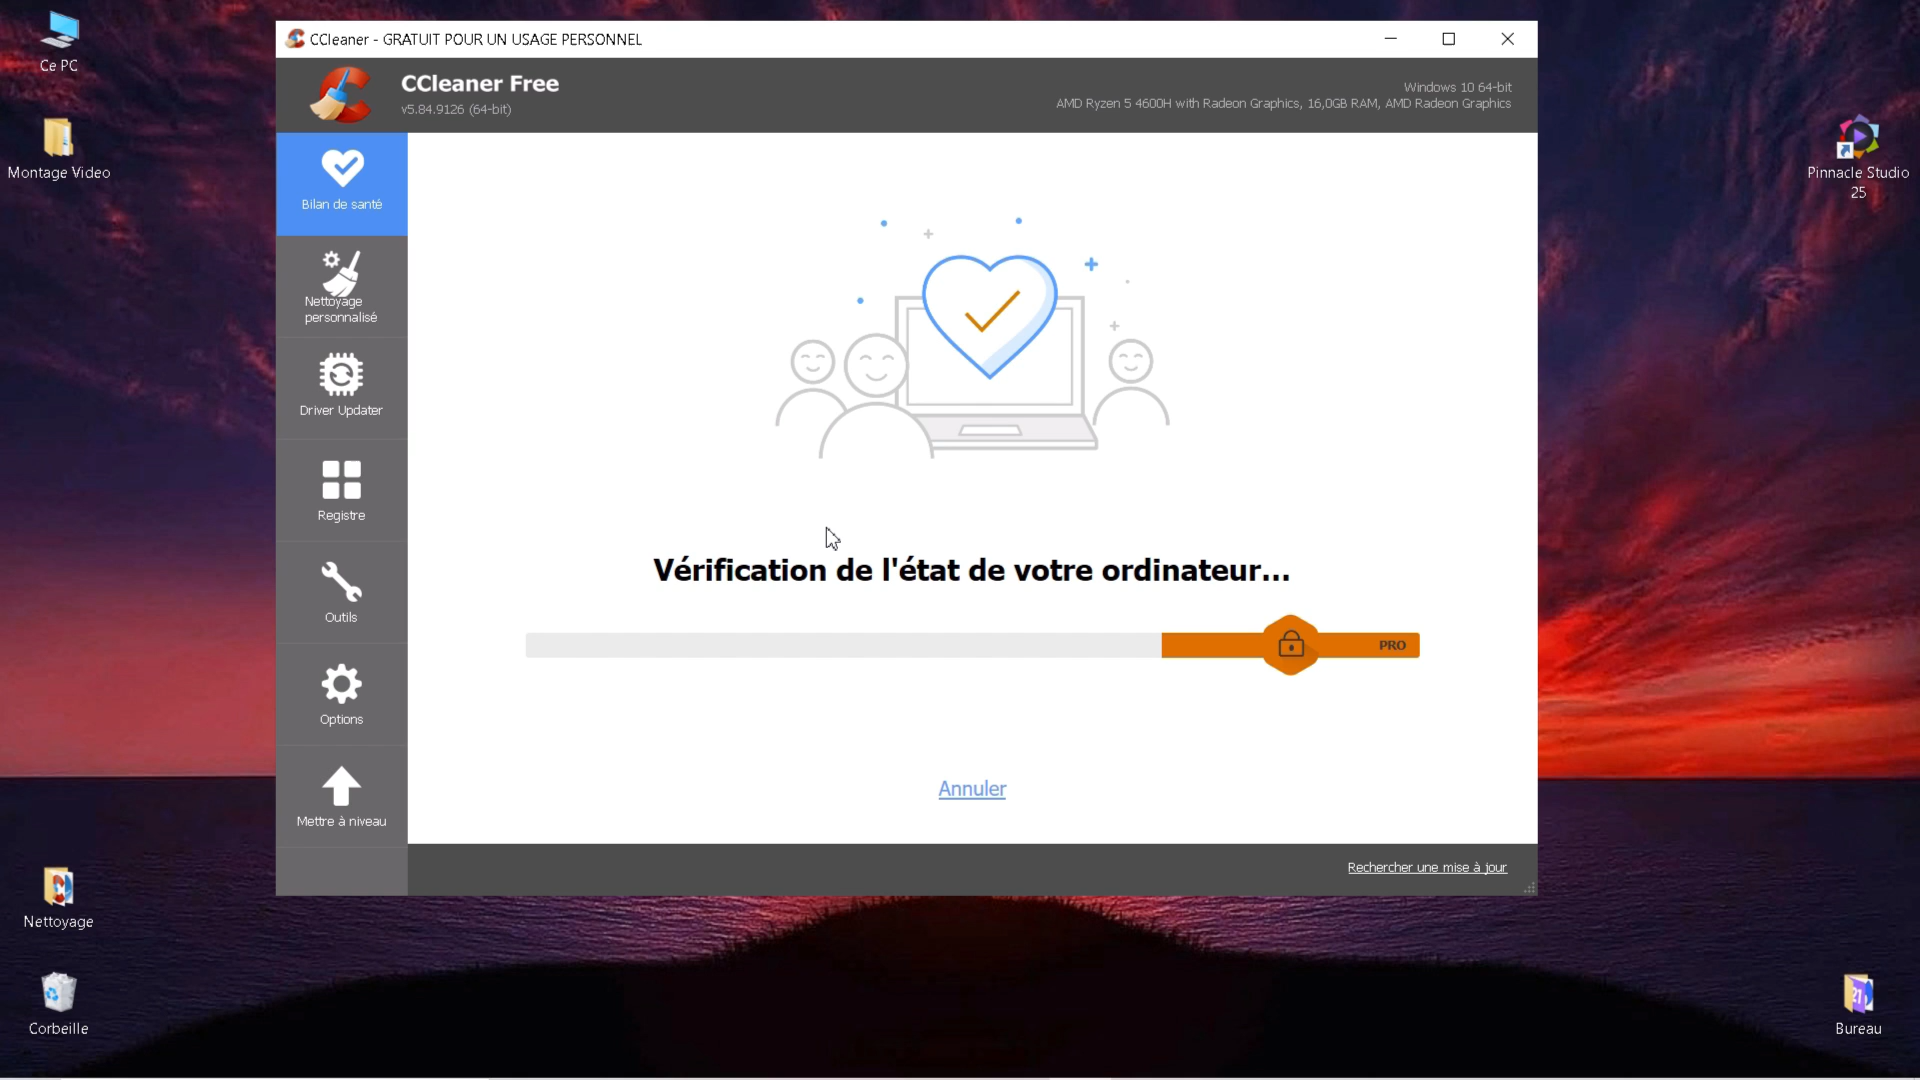 Ce PC
Montage Video
Nettoyage
Corbeille
CCleaner - GRATUIT POUR UN USAGE PERSONNEL
CCleaner Free
v5.84.9126 (64-bit)
Windows 10 64-bit
AMD Ryzen 5 4600H with Radeon Graphics, 16,0GB RAM, AMD Radeon Graphics
Bilan de santé
Nettoyage
personnalisé
Driver Updater
Registre
Outils
Options
Mettre à niveau
Vérification de l'état de votre ordinateur...
PRO
Annuler
Rechercher une mise à jour
Pinnacle Studio
25
21
Bureau